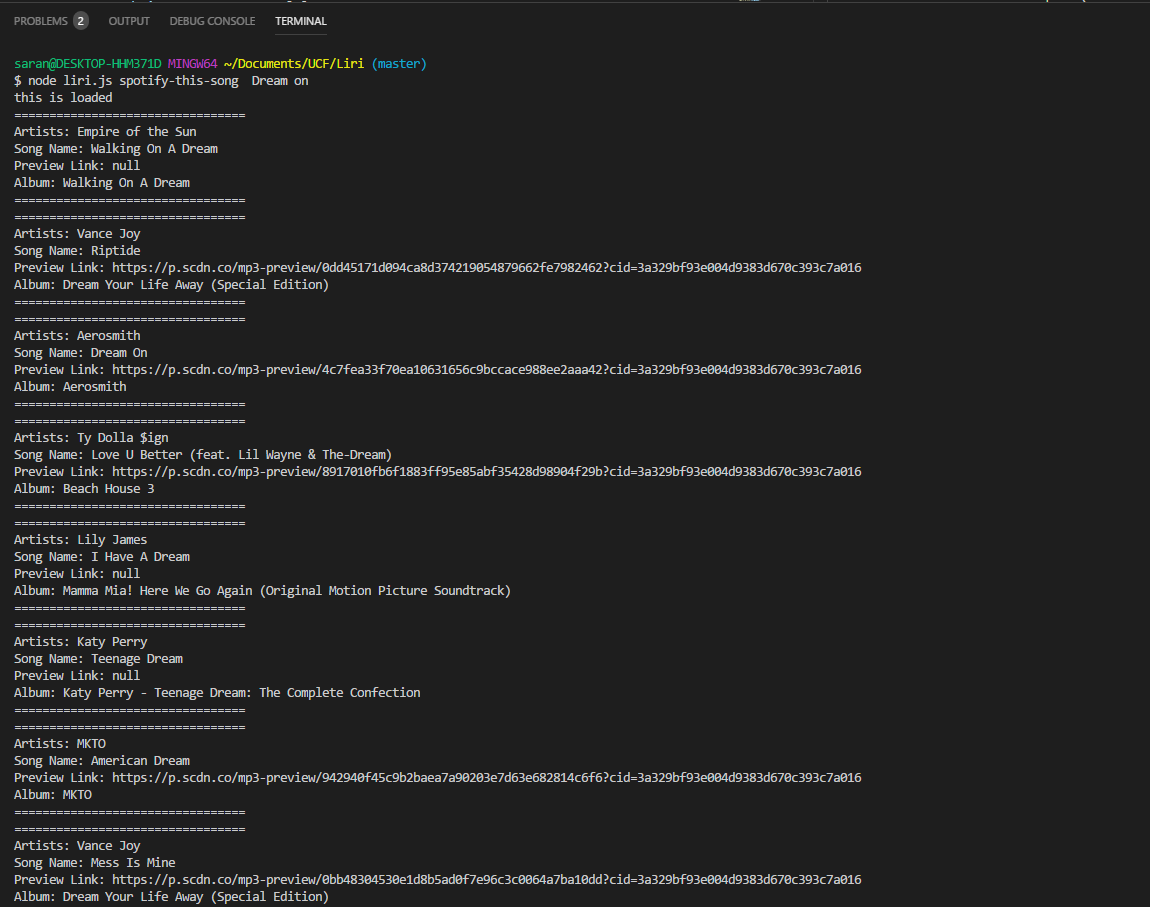 PROBLEMS 2 OUTPUT DEBUG CONSOLE TERMINAL
saran@DESKTOP-HHM371D MINGW64 ~/Documents/UCF/Liri (master)
$ node liri.js spotify-this-song  Dream on
this is loaded
=================================
Artists: Empire of the Sun
Song Name: Walking On A Dream
Preview Link: null
Album: Walking On A Dream
=================================
=================================
Artists: Vance Joy
Song Name: Riptide
Preview Link: https://p.scdn.co/mp3-preview/0dd45171d094ca8d374219054879662fe7982462?cid=3a329bf93e004d9383d670c393c7a016
Album: Dream Your Life Away (Special Edition)
=================================
=================================
Artists: Aerosmith
Song Name: Dream On
Preview Link: https://p.scdn.co/mp3-preview/4c7fea33f70ea10631656c9bccace988ee2aaa42?cid=3a329bf93e004d9383d670c393c7a016
Album: Aerosmith
=================================
=================================
Artists: Ty Dolla $ign
Song Name: Love U Better (feat. Lil Wayne & The-Dream)
Preview Link: https://p.scdn.co/mp3-preview/8917010fb6f1883ff95e85abf35428d98904f29b?cid=3a329bf93e004d9383d670c393c7a016
Album: Beach House 3
=================================
=================================
Artists: Lily James
Song Name: I Have A Dream
Preview Link: null
Album: Mamma Mia! Here We Go Again (Original Motion Picture Soundtrack)
=================================
=================================
Artists: Katy Perry
Song Name: Teenage Dream
Preview Link: null
Album: Katy Perry - Teenage Dream: The Complete Confection
=================================
=================================
Artists: MKTO
Song Name: American Dream
Preview Link: https://p.scdn.co/mp3-preview/942940f45c9b2baea7a90203e7d63e682814c6f6?cid=3a329bf93e004d9383d670c393c7a016
Album: MKTO
=================================
=================================
Artists: Vance Joy
Song Name: Mess Is Mine
Preview Link: https://p.scdn.co/mp3-preview/0bb48304530e1d8b5ad0f7e96c3c0064a7ba10dd?cid=3a329bf93e004d9383d670c393c7a016
Album: Dream Your Life Away (Special Edition)